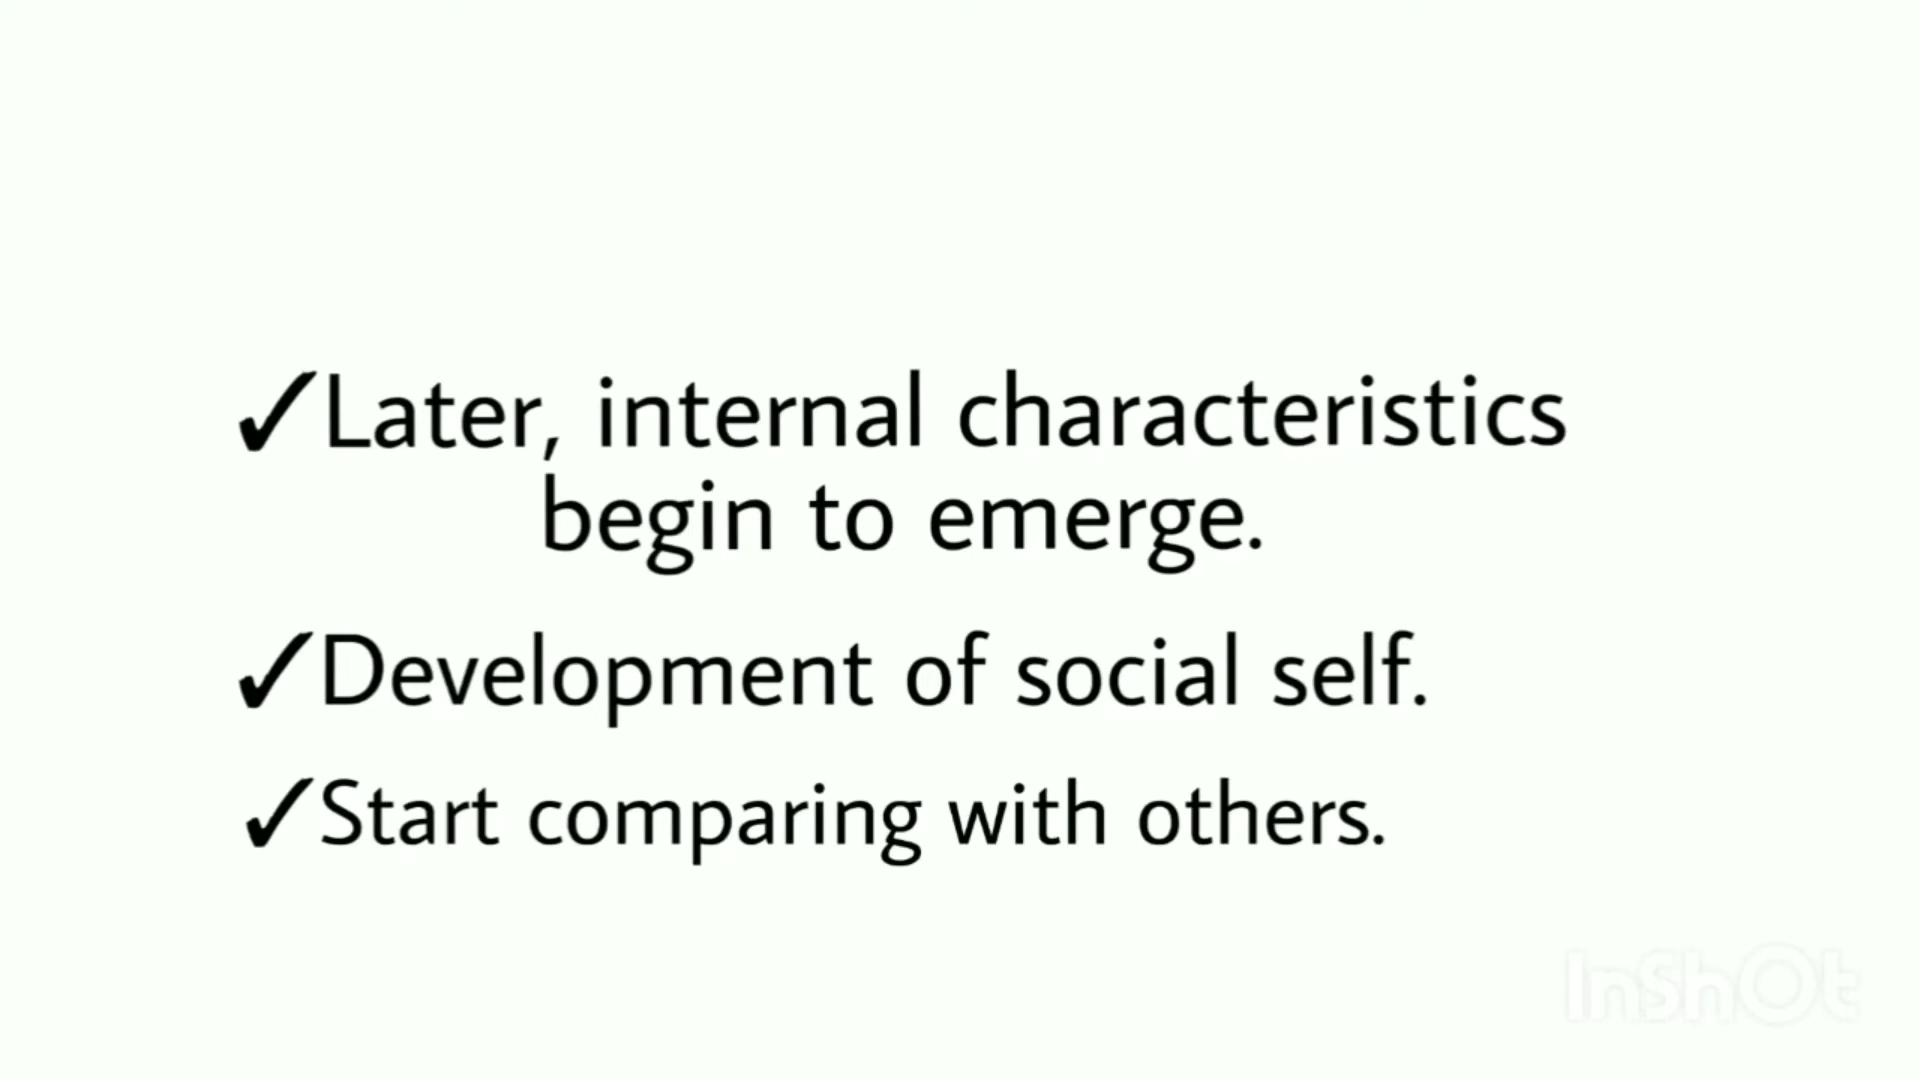 ✓Later, internal characteristics
begin to emerge.
✓Development of social self.
✓Start comparing with others.
InShOt